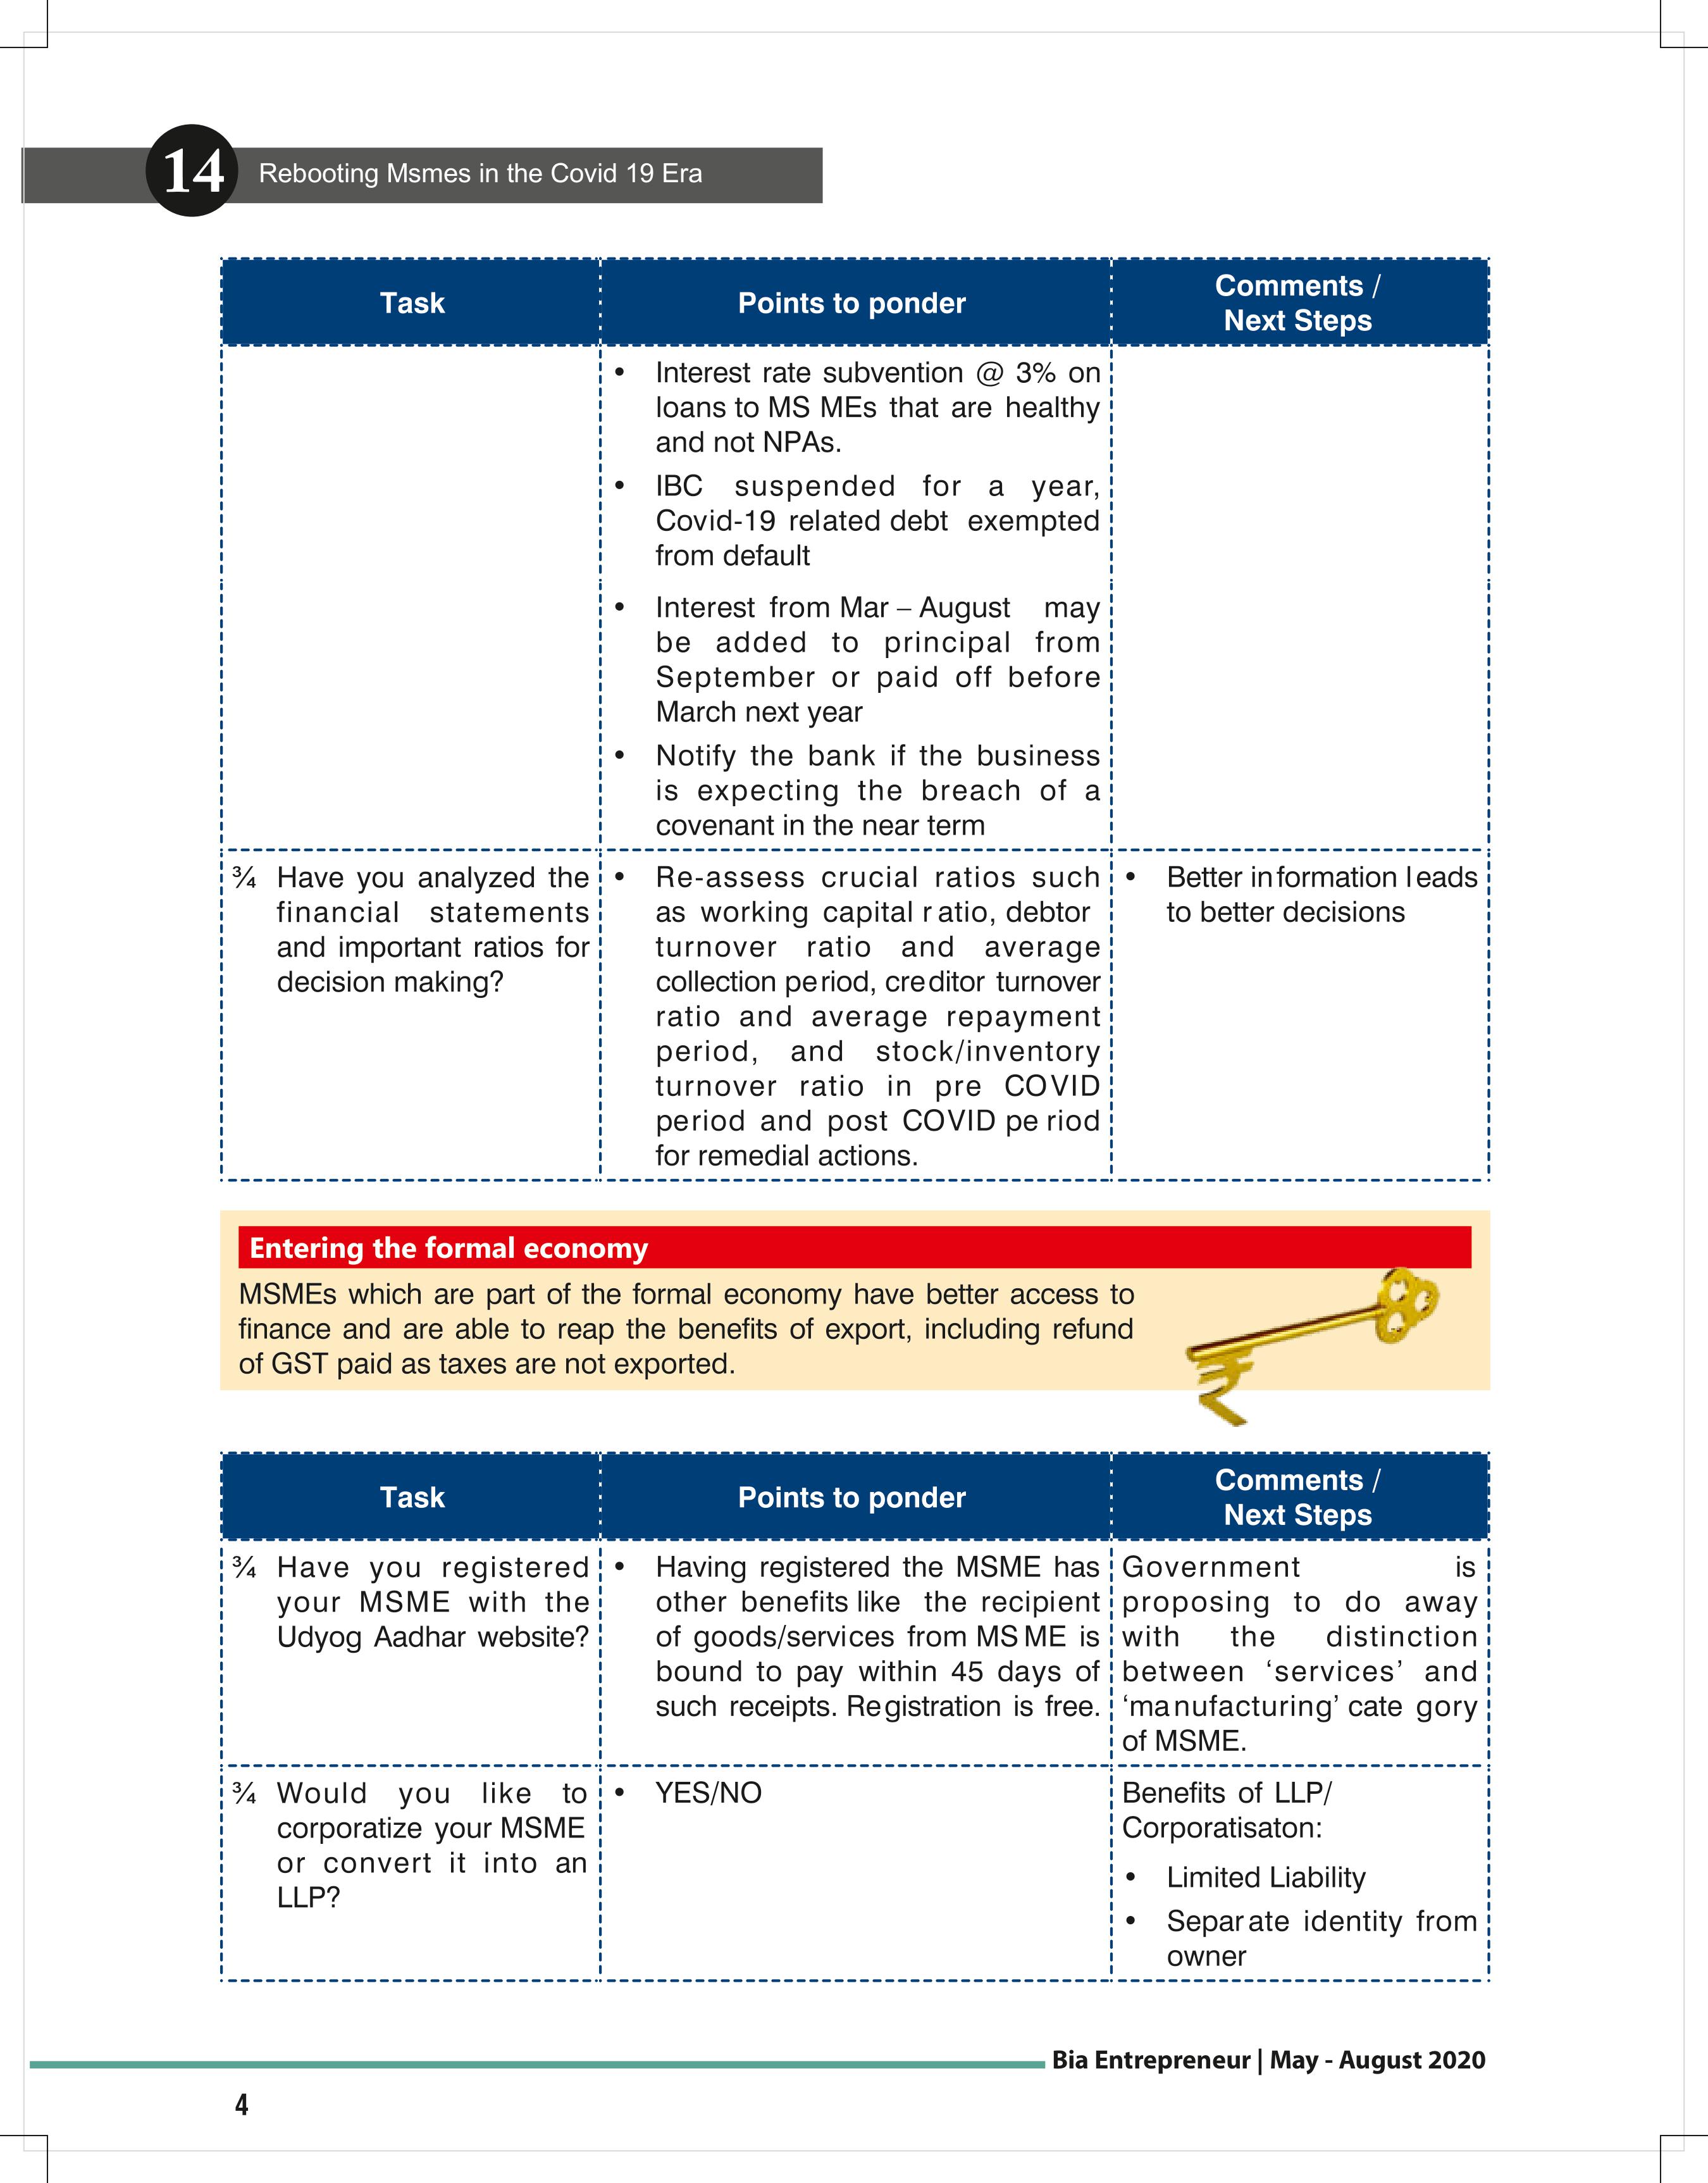 14
Rebooting Msmes in the Covid 19 Era
Task
Points to ponder
Comments /
Next Steps
• Interest rate subvention @ 3% on
loans to MS MEs that are healthy
and not NPAs.
• IBC suspended for a year,
Covid-19 related debt exempted
from default
• Interest from Mar – August may
be added to principal from
September or paid off before
March next year
• Notify the bank if the business
is expecting the breach of a
covenant in the near term
¾ Have you analyzed the
financial statements
and important ratios for
decision making?
• Re-assess crucial ratios such
as working capital r atio, debtor
turnover ratio and average
collection period, creditor turnover
ratio and average repayment
period, and stock/inventory
turnover ratio in pre COVID
period and post COVID pe riod
for remedial actions.
• Better information l eads
to better decisions
Entering the formal economy
MSMEs which are part of the formal economy have better access to
finance and are able to reap the benefits of export, including refund
of GST paid as taxes are not exported.
Task
Points to ponder
Comments /
Next Steps
¾ Have you registered
your MSME with the
Udyog Aadhar website?
• Having registered the MSME has
other benefits like the recipient
of goods/services from MS ME is
bound to pay within 45 days of
such receipts. Registration is free.
Government is
proposing to do away
with the distinction
between ‘services’ and
‘manufacturing’ cate gory
of MSME.
¾ Would you like to
corporatize your MSME
or convert it into an
LLP?
• YES/NO
Benefits of LLP/
Corporatisaton:
• Limited Liability
• Separ ate identity from
owner
Bia Entrepreneur | May - August 2020
4